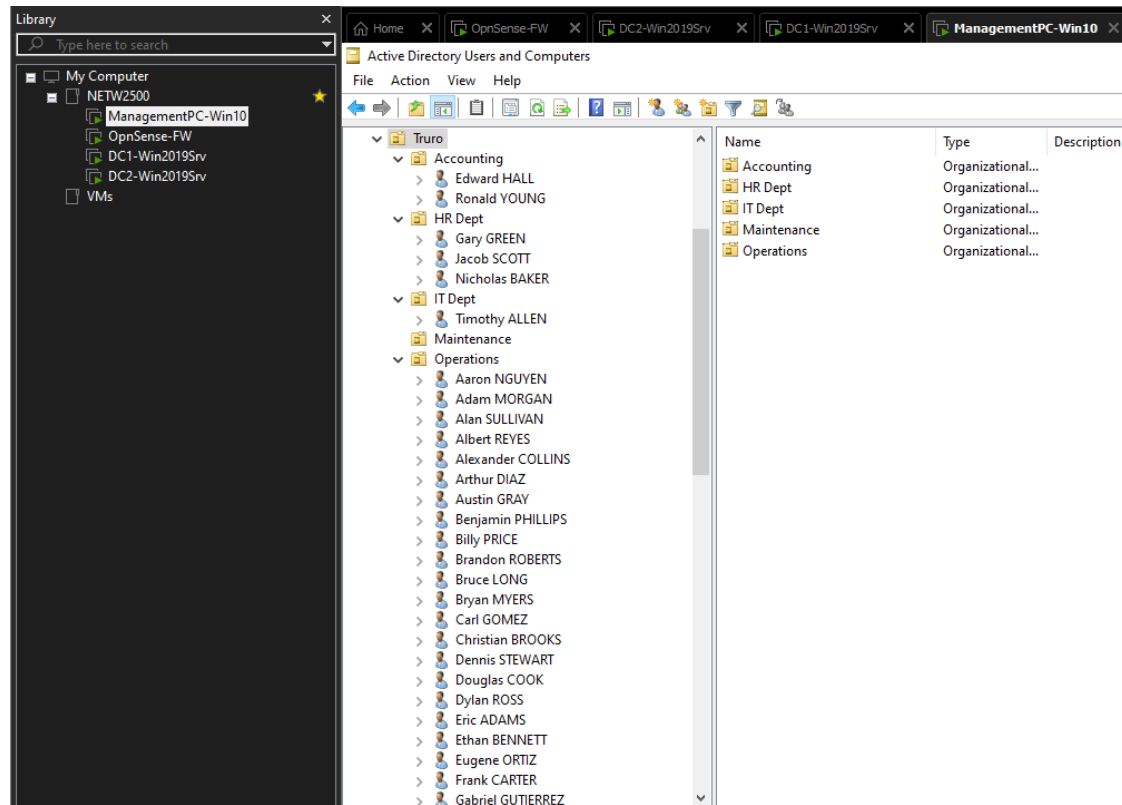 Library
Type here to search
My Computer
NETW2500
ManagementPC-Win10
OpnSense-FW
DC1-Win2019Srv
DC2-Win2019Srv
VMs
Home
OpnSense-FW
DC2-Win2019Srv
DC1-Win2019Srv
ManagementPC-Win10
Active Directory Users and Computers
File Action View Help
Truro
Accounting
Edward HALL
Ronald YOUNG
HR Dept
Gary GREEN
Jacob SCOTT
Nicholas BAKER
IT Dept
Timothy ALLEN
Maintenance
Operations
Aaron NGUYEN
Adam MORGAN
Alan SULLIVAN
Albert REYES
Alexander COLLINS
Arthur DIAZ
Austin GRAY
Benjamin PHILLIPS
Billy PRICE
Brandon ROBERTS
Bruce LONG
Bryan MYERS
Carl GOMEZ
Christian BROOKS
Dennis STEWART
Douglas COOK
Dylan ROSS
Eric ADAMS
Ethan BENNETT
Eugene ORTIZ
Frank CARTER
Gabriel GUTIERREZ
Name Type Description
Accounting Organizational...
HR Dept Organizational...
IT Dept Organizational...
Maintenance Organizational...
Operations Organizational...